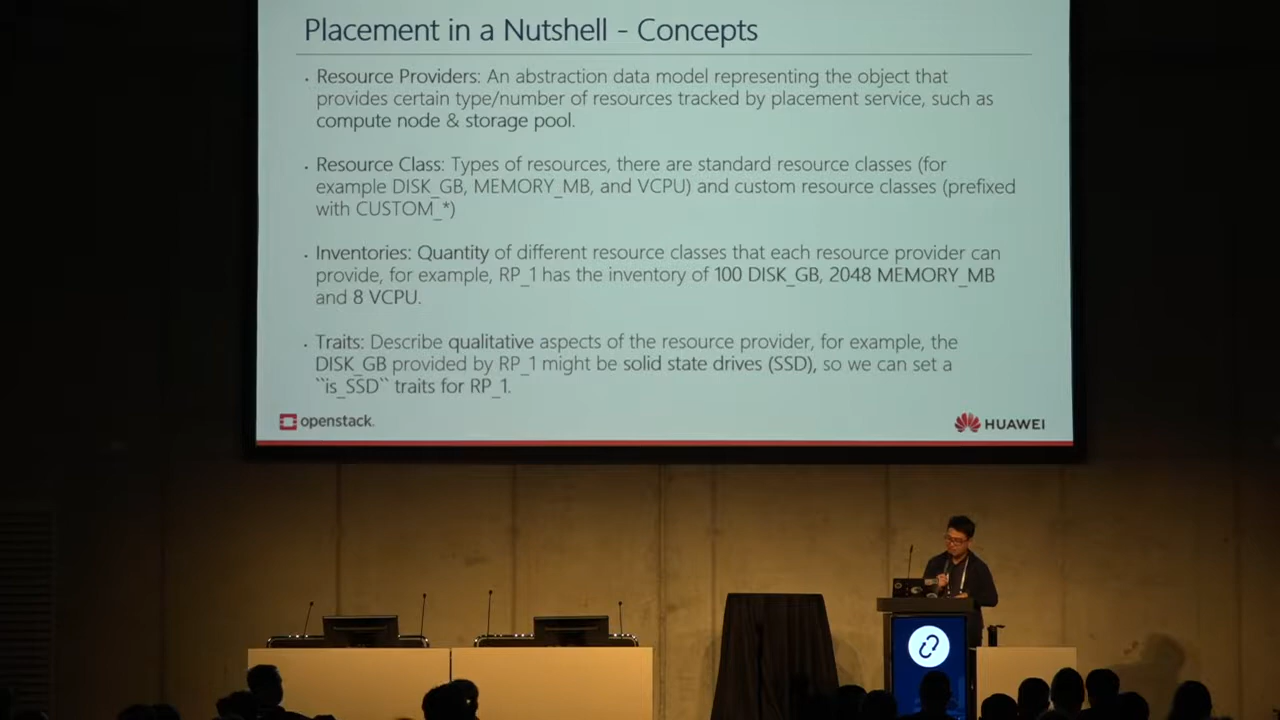 Placement in a Nutshell - Concepts
· Resource Providers: An abstraction data model representing the object that
provides certain type/number of resources tracked by placement service, such as
compute node & storage pool.
· Resource Class: Types of resources, there are standard resource classes (for
example DISK_GB, MEMORY_MB, and VCPU) and custom resource classes (prefixed
with CUSTOM_*)
· Inventories: Quantity of different resource classes that each resource provider can
provide, for example, RP_1 has the inventory of 100 DISK_GB, 2048 MEMORY_MB
and 8 VCPU.
· Traits: Describe qualitative aspects of the resource provider, for example, the
DISK_GB provided by RP_1 might be solid state drives (SSD), so we can set a
``is_SSD`` traits for RP_1.
openstack.
HUAWEI